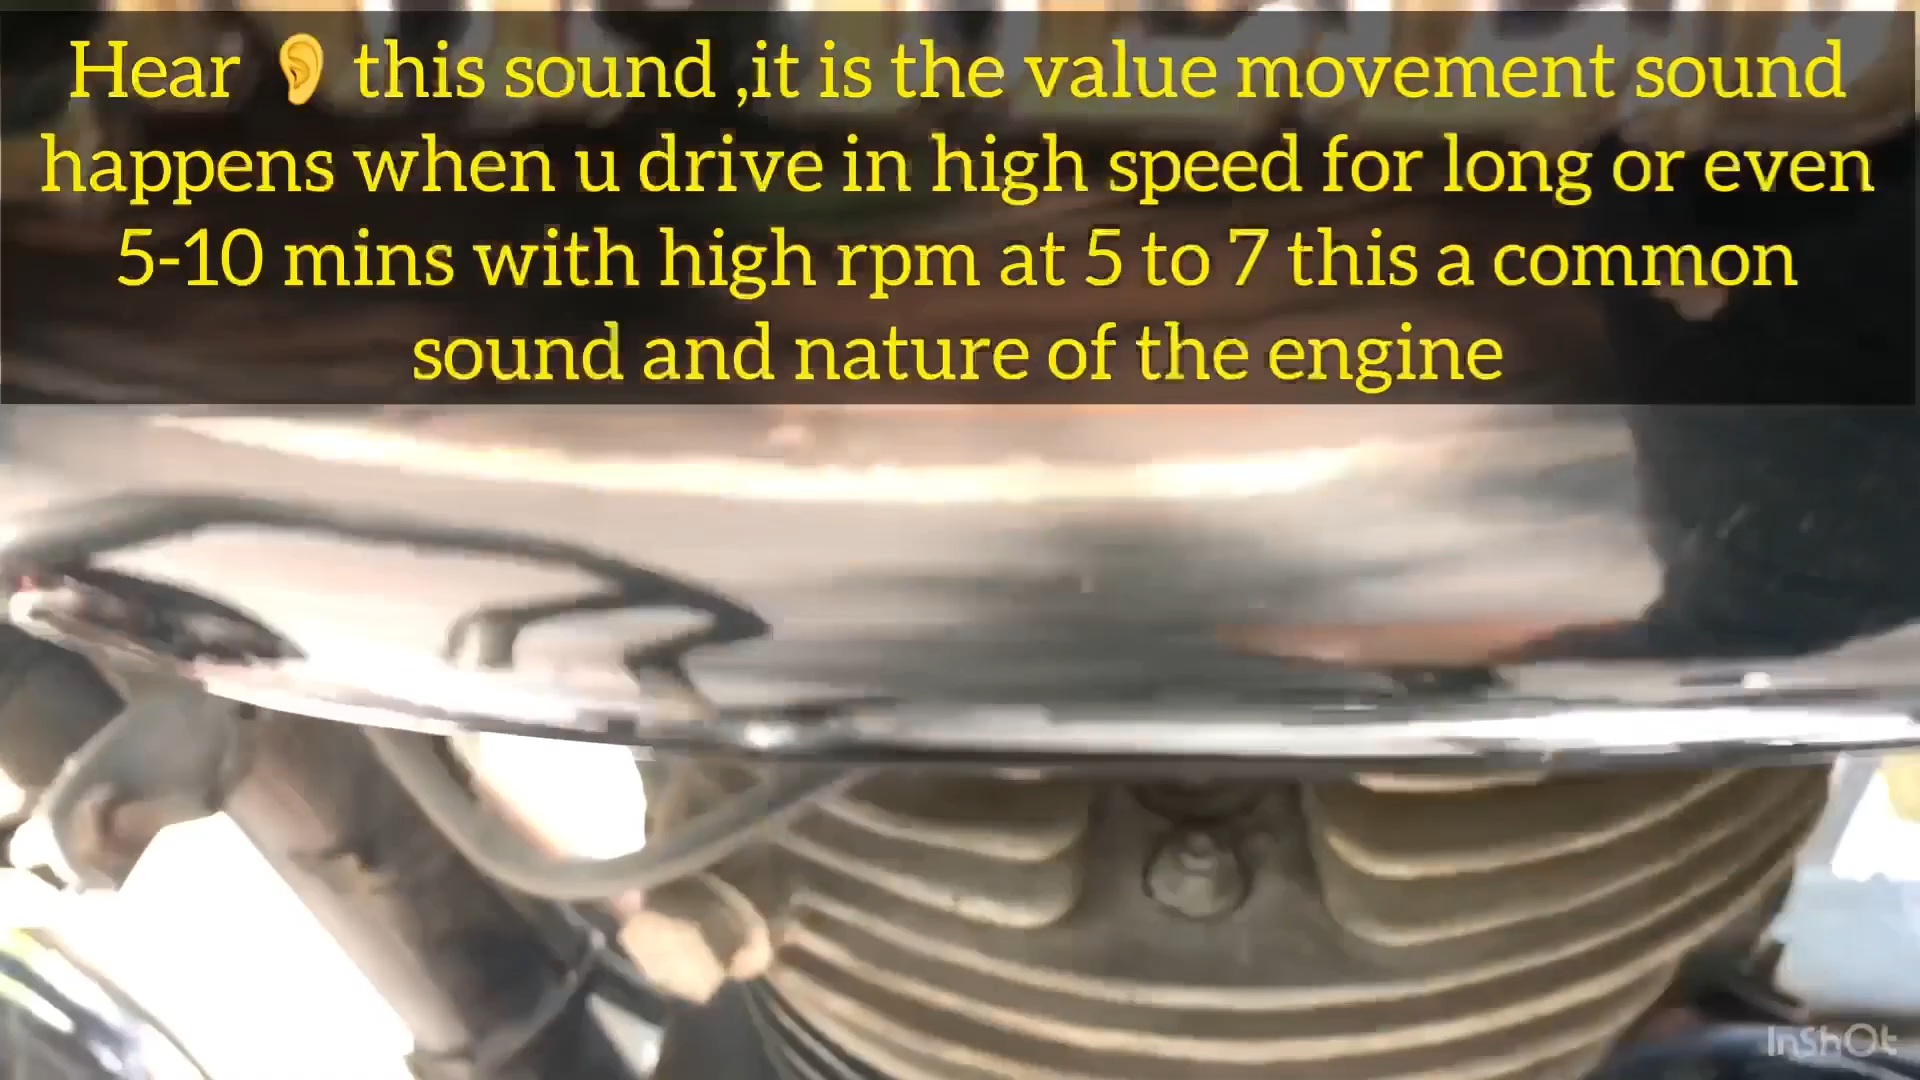 Hear 👂 this sound ,it is the value movement sound
happens when u drive in high speed for long or even
5-10 mins with high rpm at 5 to 7 this a common
sound and nature of the engine
InShOt